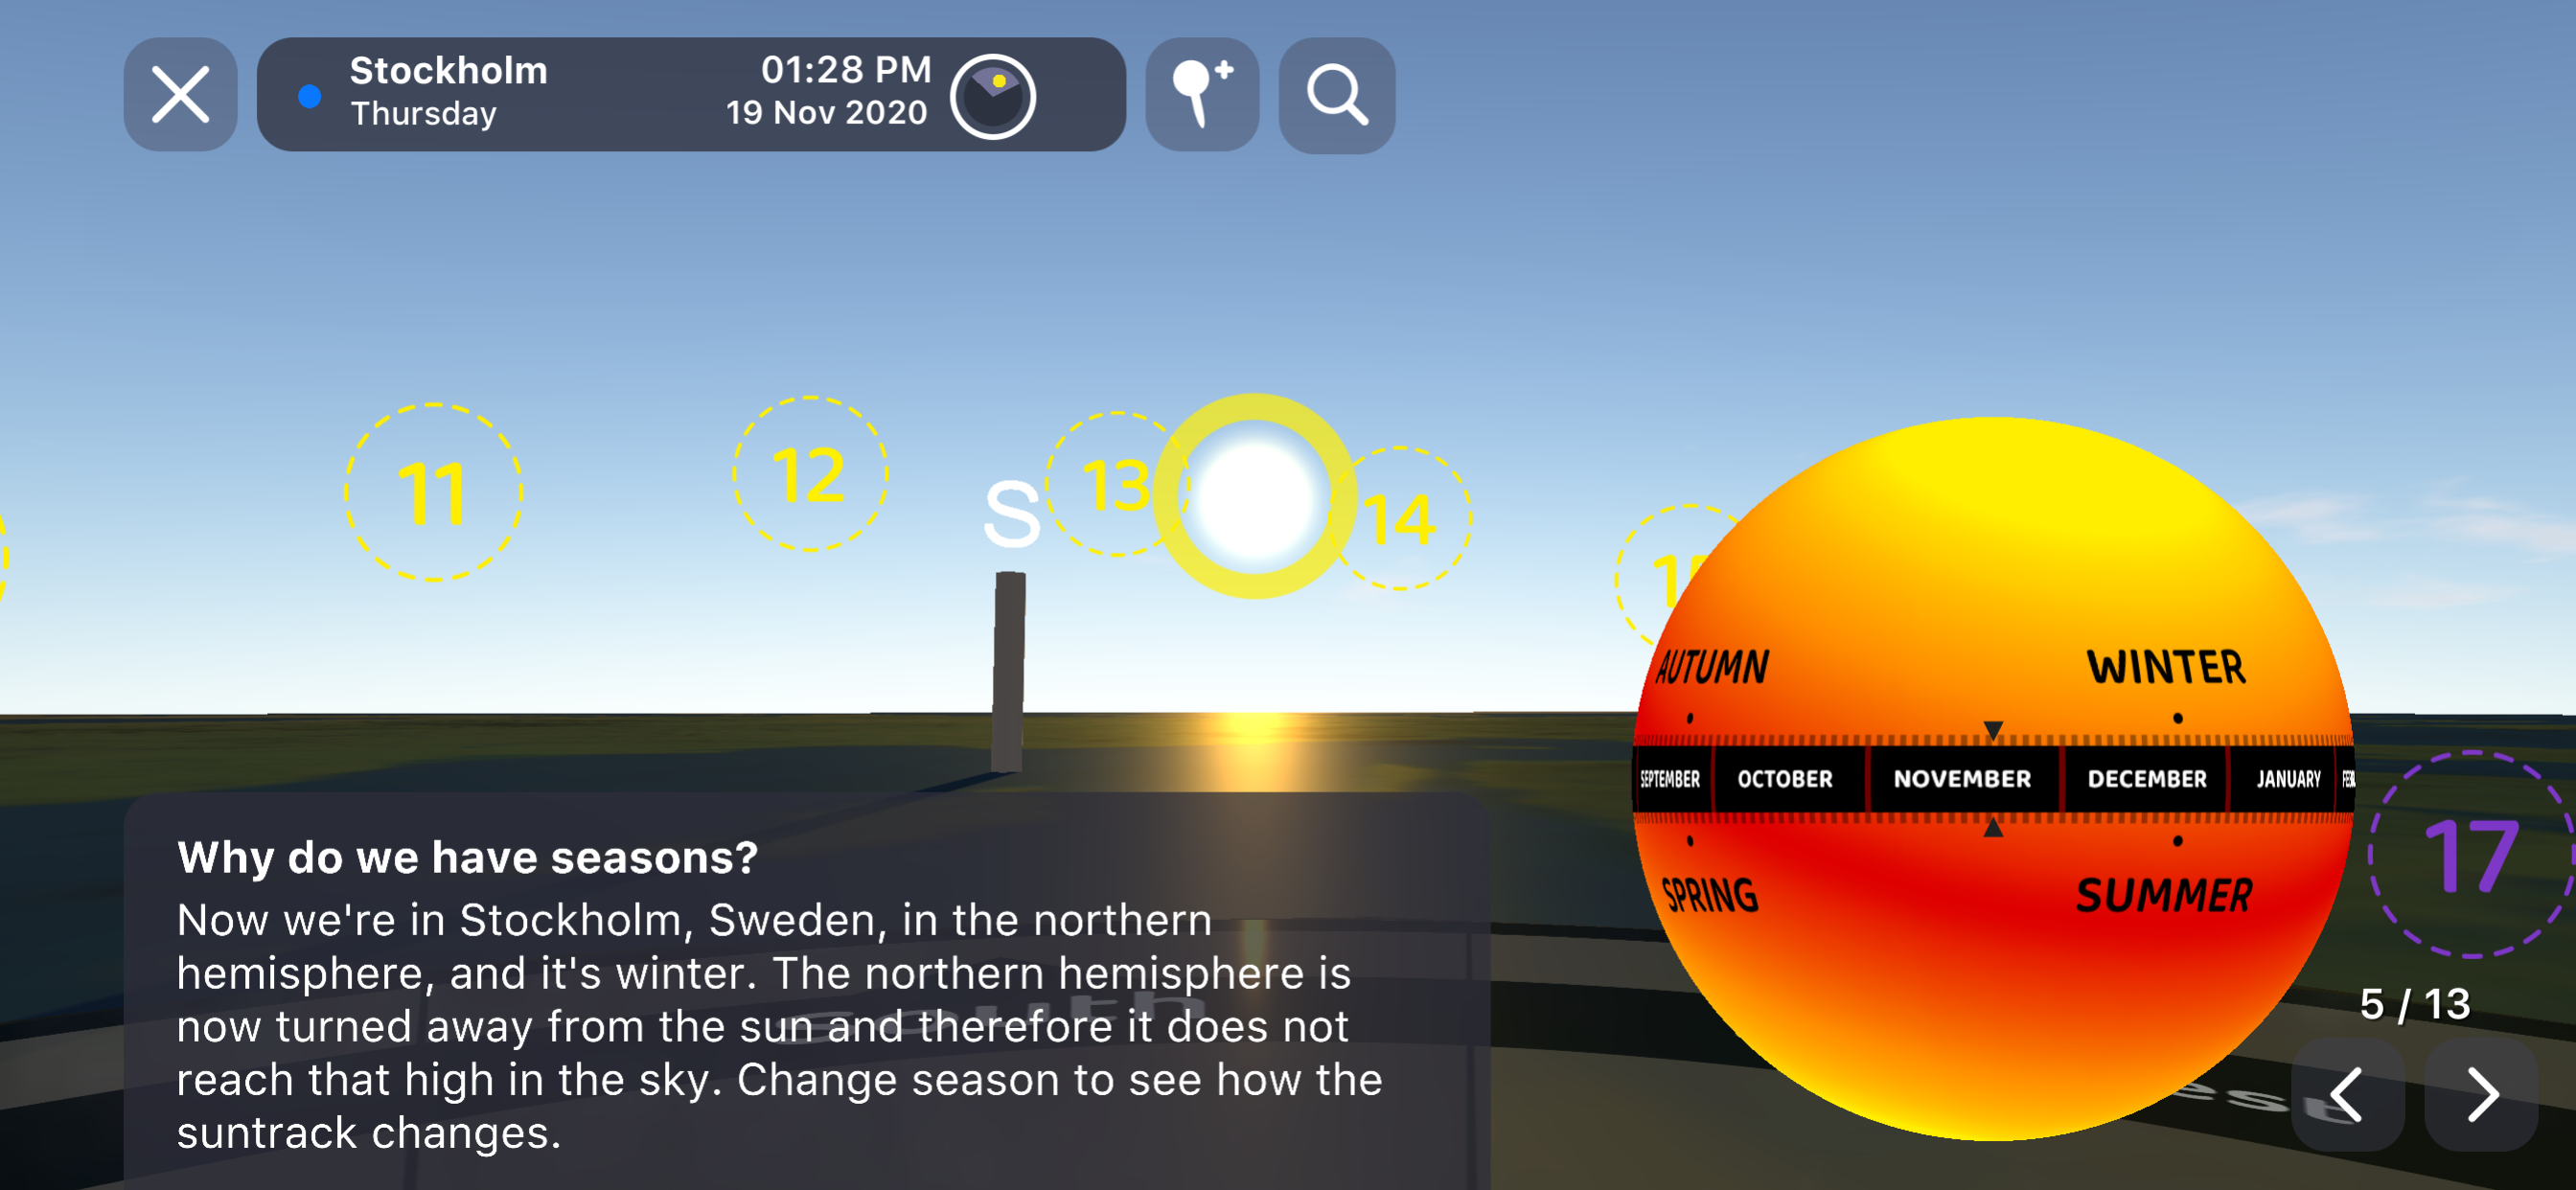 Stockholm
Thursday
01:28 PM
19 Nov 2020
11
12
S
13
14
AUTUMN
WINTER
SEPTEMBER
OCTOBER
NOVEMBER
DECEMBER
JANUARY
SPRING
SUMMER
17
Why do we have seasons?
Now we're in Stockholm, Sweden, in the northern
hemisphere, and it's winter. The northern hemisphere is
now turned away from the sun and therefore it does not
reach that high in the sky. Change season to see how the
suntrack changes.
south
5 / 13